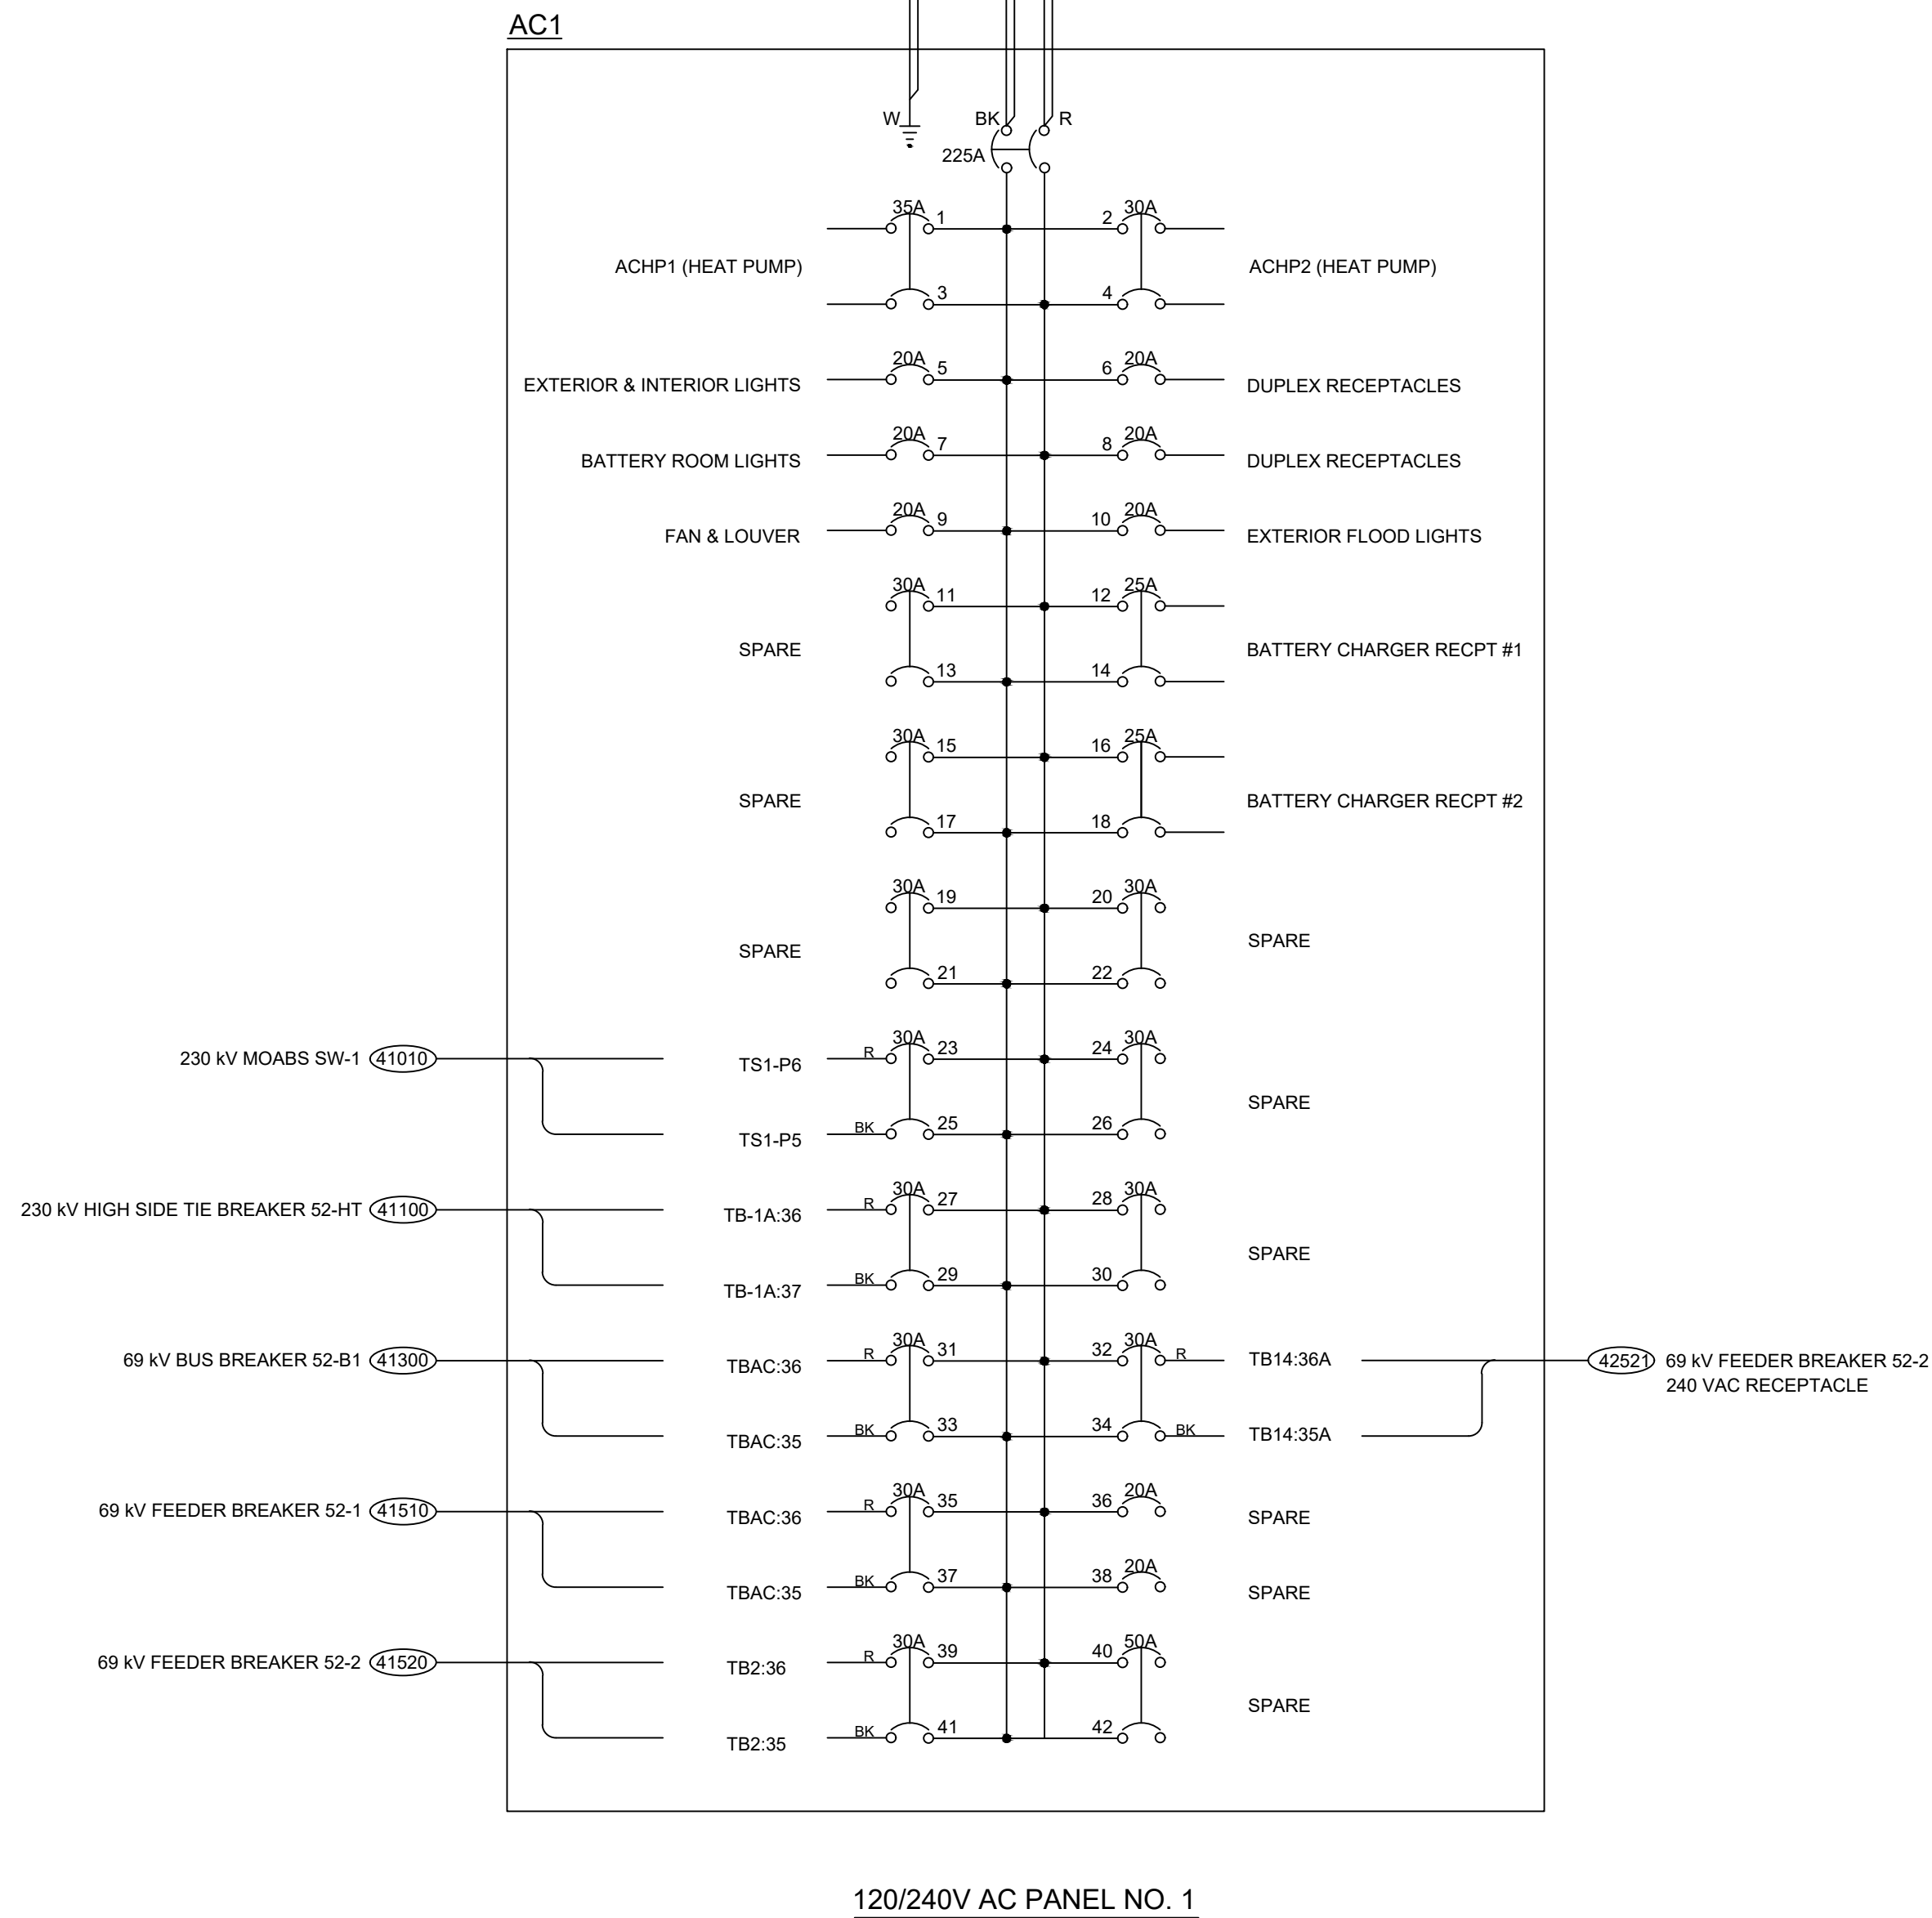 AC1
W
BK
R
225A
35A
1
2
30A
ACHP1 (HEAT PUMP)
ACHP2 (HEAT PUMP)
3
4
20A
5
6
20A
EXTERIOR & INTERIOR LIGHTS
DUPLEX RECEPTACLES
20A
7
8
20A
BATTERY ROOM LIGHTS
DUPLEX RECEPTACLES
20A
9
10
20A
FAN & LOUVER
EXTERIOR FLOOD LIGHTS
30A
11
12
25A
SPARE
BATTERY CHARGER RECPT #1
13
14
30A
15
16
25A
SPARE
BATTERY CHARGER RECPT #2
17
18
30A
19
20
30A
SPARE
SPARE
21
22
230 kV MOABS SW-1
41010
TS1-P6
R
30A
23
24
30A
SPARE
TS1-P5
BK
25
26
230 kV HIGH SIDE TIE BREAKER 52-HT
41100
TB-1A:36
R
30A
27
28
30A
SPARE
TB-1A:37
BK
29
30
69 kV BUS BREAKER 52-B1
41300
TBAC:36
R
30A
31
32
30A
R
TB14:36A
42521
69 kV FEEDER BREAKER 52-2
240 VAC RECEPTACLE
TBAC:35
BK
33
34
BK
TB14:35A
69 kV FEEDER BREAKER 52-1
41510
TBAC:36
R
30A
35
36
20A
SPARE
TBAC:35
BK
37
38
20A
SPARE
69 kV FEEDER BREAKER 52-2
41520
TB2:36
R
30A
39
40
50A
SPARE
TB2:35
BK
41
42
120/240V AC PANEL NO. 1